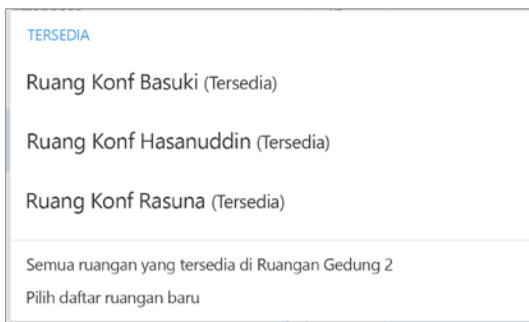 TERSEDIA
Ruang Konf Basuki (Tersedia)
Ruang Konf Hasanuddin (Tersedia)
Ruang Konf Rasuna (Tersedia)
Semua ruangan yang tersedia di Ruangan Gedung 2
Pilih daftar ruangan baru